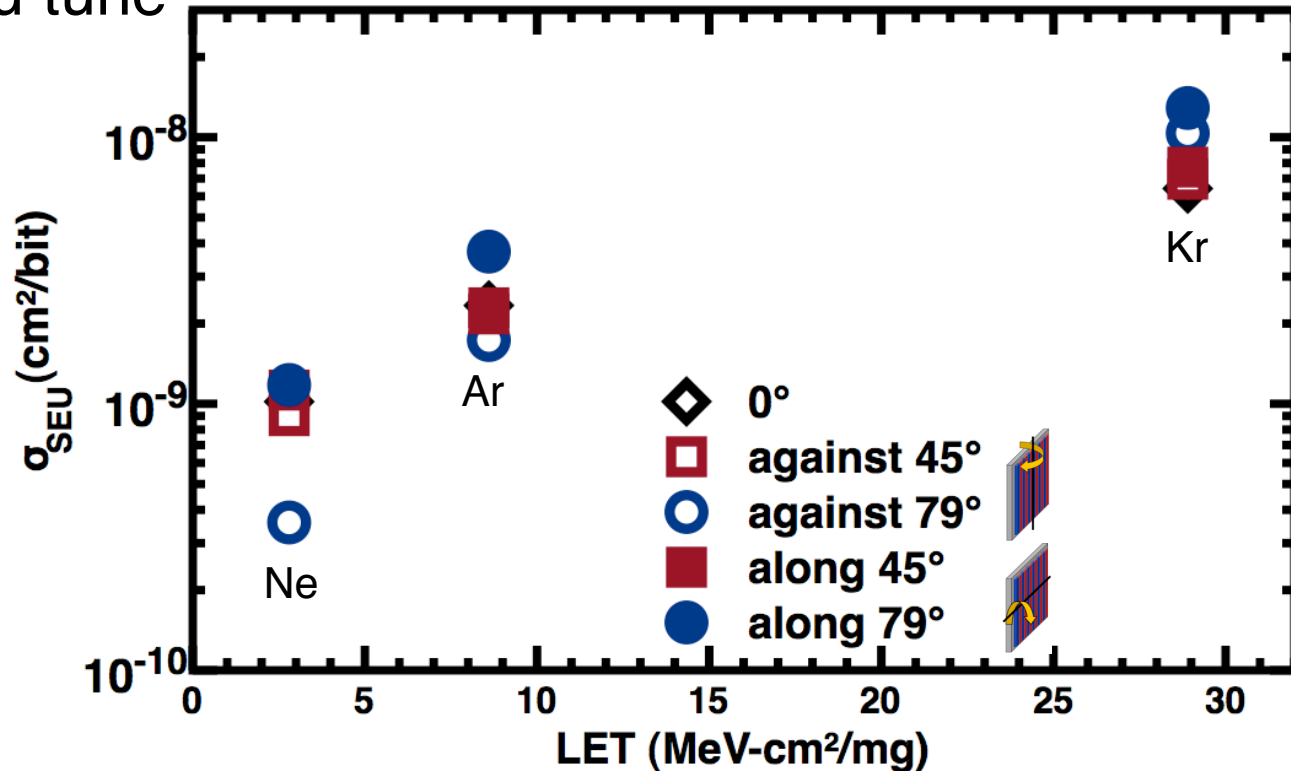 10⁻⁸
10⁻⁹
10⁻¹⁰
σSEU(cm²/bit)
Kr
Ar
Ne
0°
against 45°
against 79°
along 45°
along 79°
0 5 10 15 20 25 30
LET (MeV-cm²/mg)